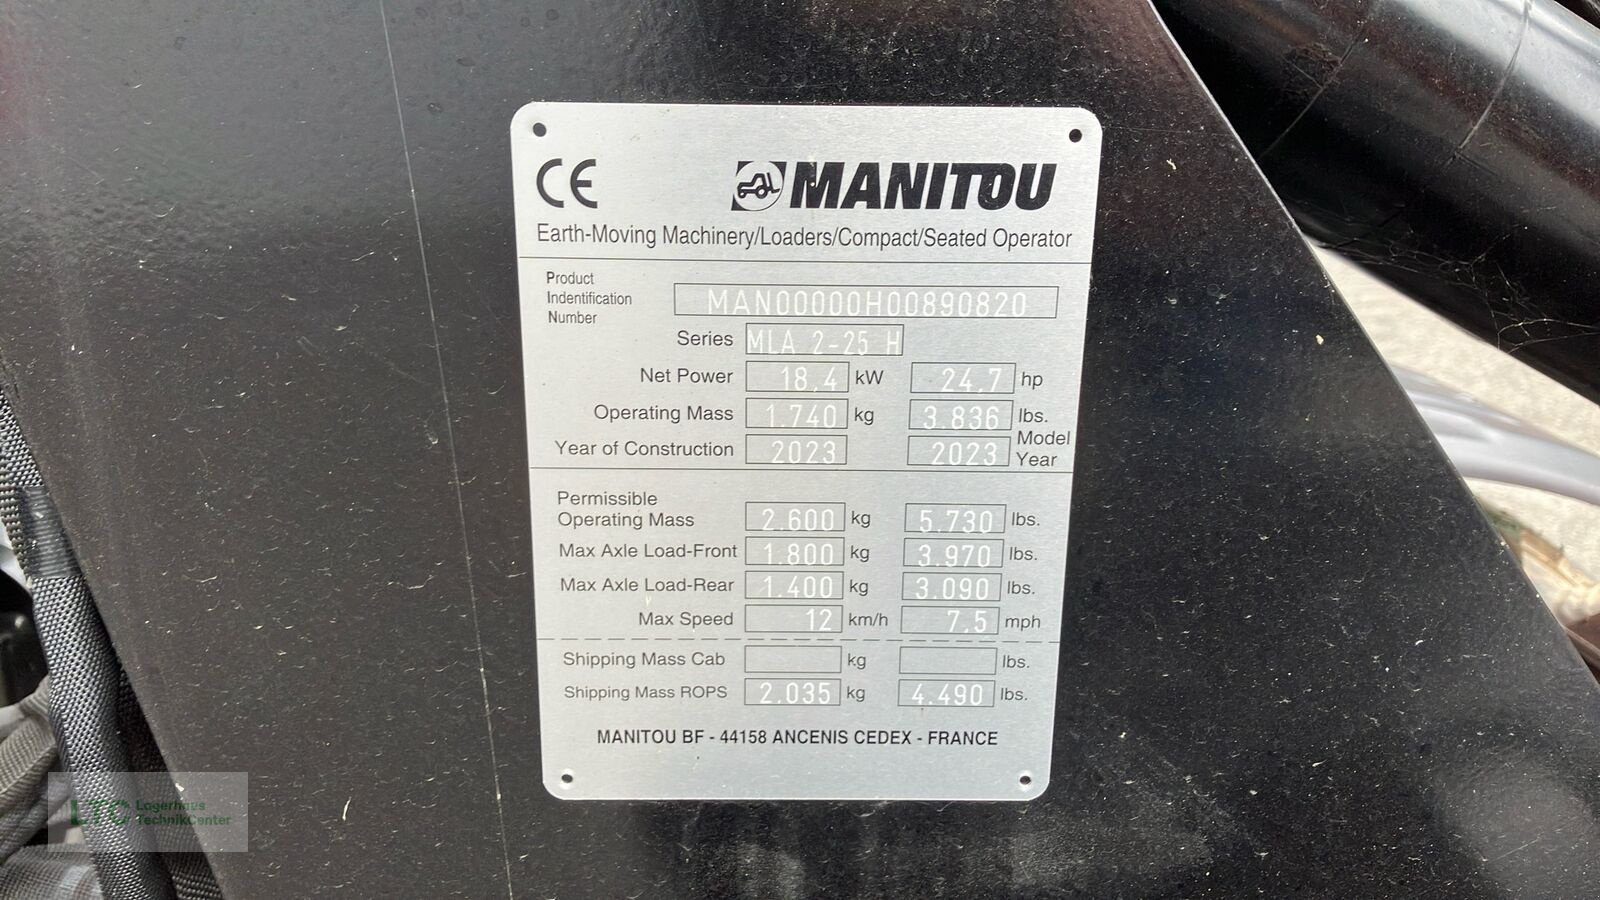 CE MANITOU
Earth-Moving Machinery/Loaders/Compact/Seated Operator
Product
Indentification
Number
MAN00000H00890820
Series MLA 2-25 H
Net Power 18,4 kW 24,7 hp
Operating Mass 1.740 kg 3.836 lbs.
Year of Construction 2023 2023 Model
Year
Permissible
Operating Mass 2.600 kg 5.730 lbs.
Max Axle Load-Front 1.800 kg 3.970 lbs.
Max Axle Load-Rear 1.400 kg 3.090 lbs.
Max Speed 12 km/h 7,5 mph
Shipping Mass Cab kg lbs.
Shipping Mass ROPS 2.035 kg 4.490 lbs.
MANITOU BF - 44158 ANCENIS CEDEX - FRANCE
LTC Lagerhaus
TechnikCenter